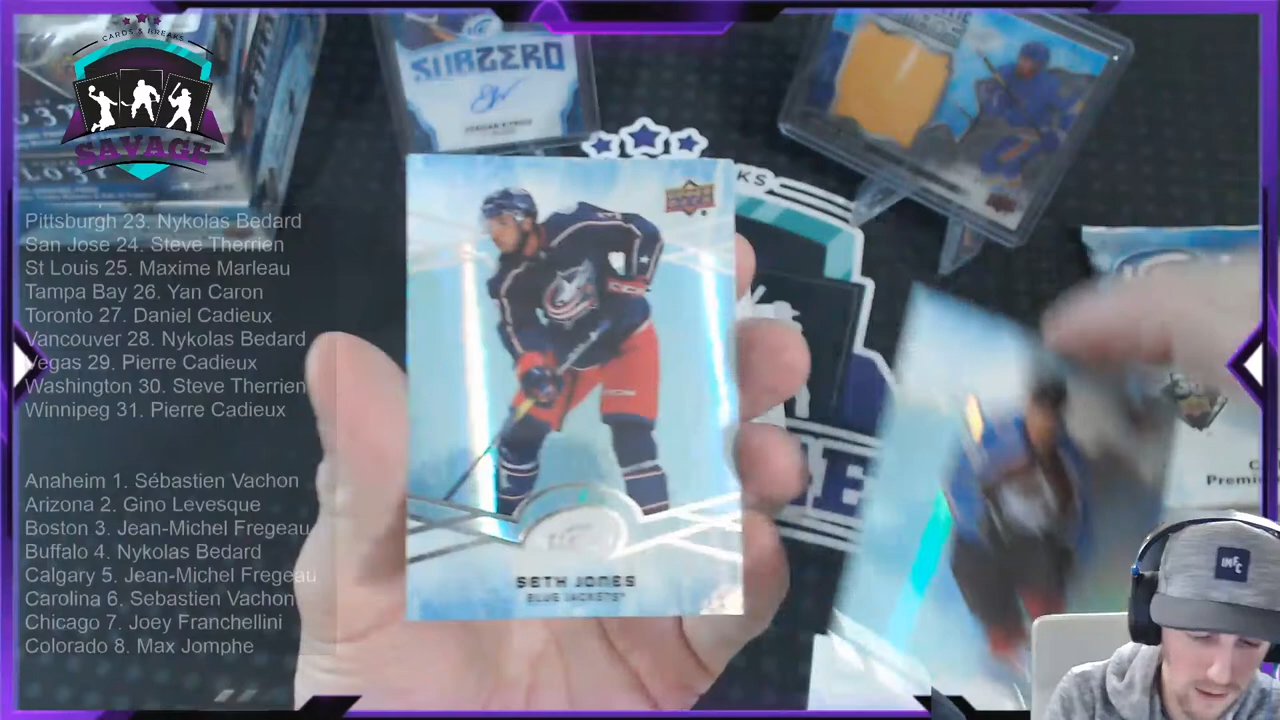 CARDS & BREAKS
SAVAGE
Pittsburgh 23. Nykolas Bedard
San Jose 24. Steve Therrien
St Louis 25. Maxime Marleau
Tampa Bay 26. Yan Caron
Toronto 27. Daniel Cadieux
Vancouver 28. Nykolas Bedard
Vegas 29. Pierre Cadieux
Washington 30. Steve Therrien
Winnipeg 31. Pierre Cadieux
Anaheim 1. Sébastien Vachon
Arizona 2. Gino Levesque
Boston 3. Jean-Michel Fregeau
Buffalo 4. Nykolas Bedard
Calgary 5. Jean-Michel Fregeau
Carolina 6. Sebastien Vachon
Chicago 7. Joey Franchellini
Colorado 8. Max Jomphe
SUBZERO
KS
SETH JONES
BLUE JACKETS